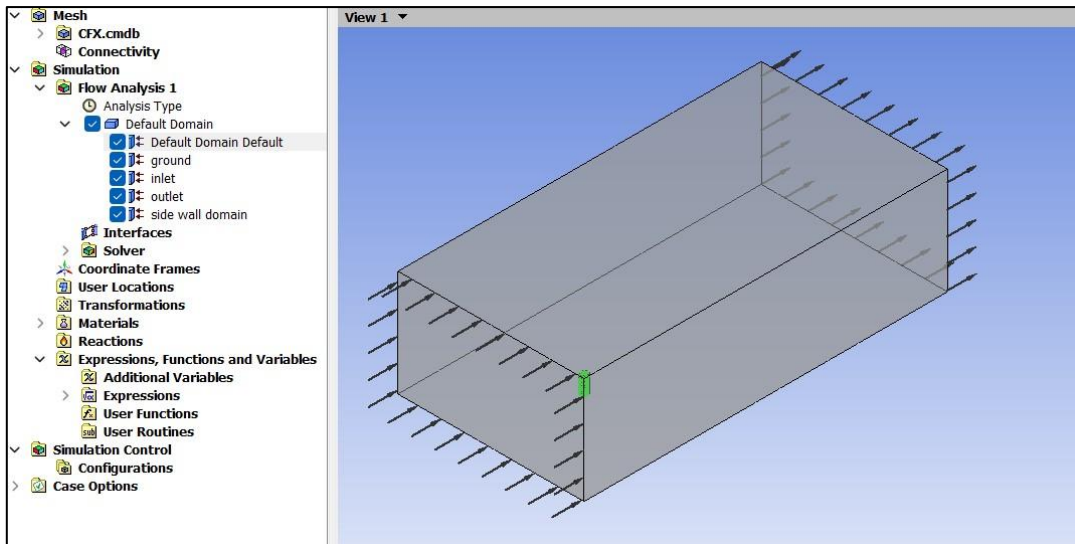 Mesh
CFX.cmdb
Connectivity
Simulation
Flow Analysis 1
Analysis Type
Default Domain
Default Domain Default
ground
inlet
outlet
side wall domain
Interfaces
Solver
Coordinate Frames
User Locations
Transformations
Materials
Reactions
Expressions, Functions and Variables
Additional Variables
Expressions
User Functions
User Routines
Simulation Control
Configurations
Case Options
View 1